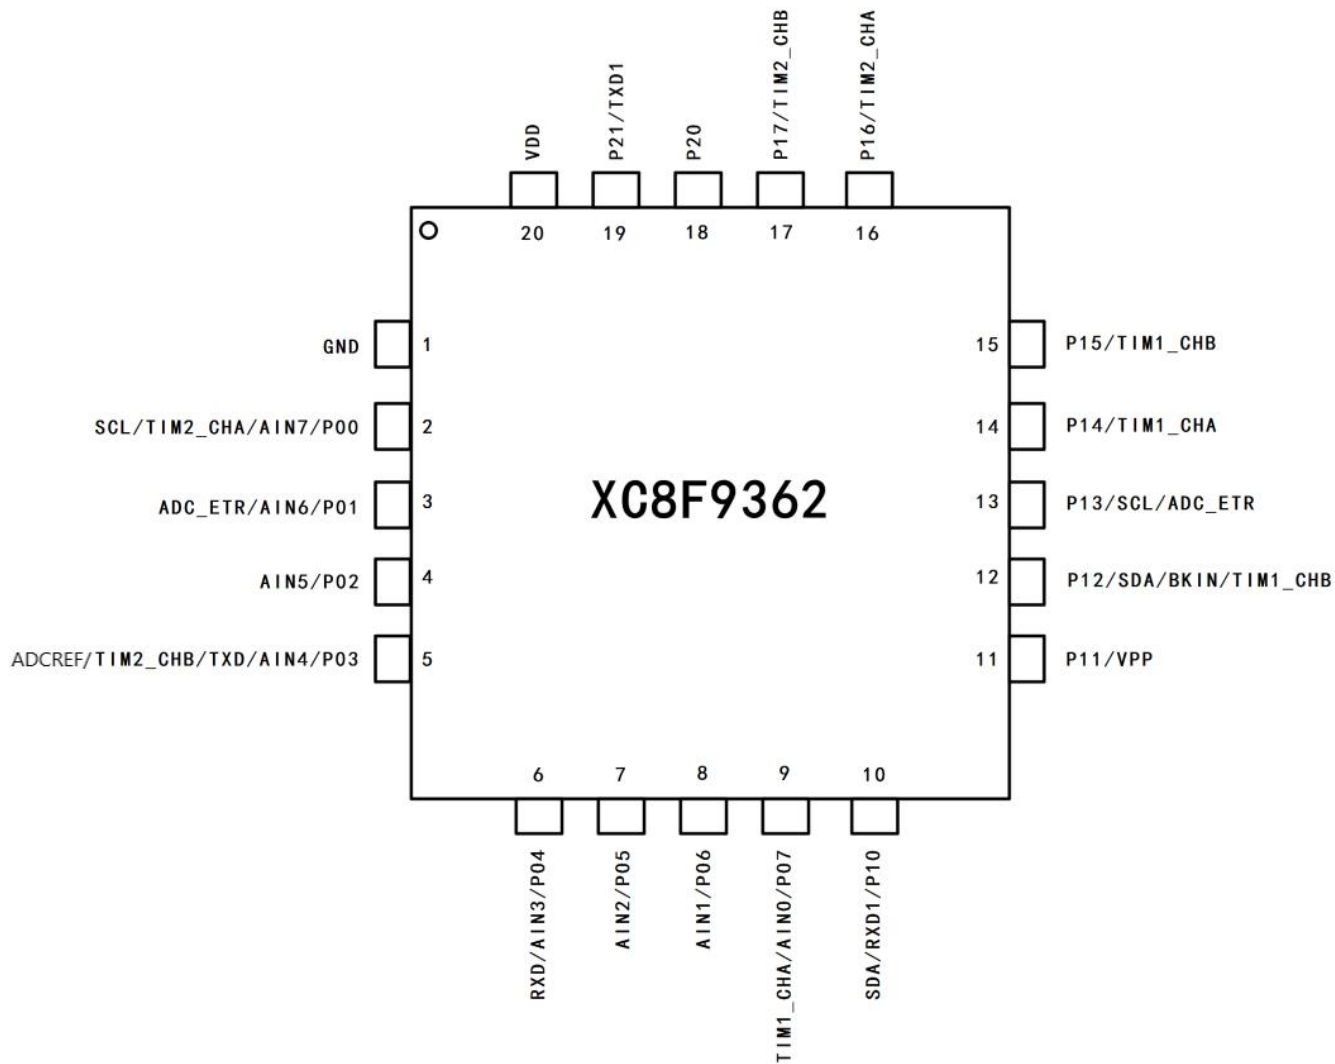 VDD
P21/TXD1
P20
P17/TIM2_CHB
P16/TIM2_CHA
20
19
18
17
16
GND
1
15
P15/TIM1_CHB
SCL/TIM2_CHA/AIN7/P00
2
14
P14/TIM1_CHA
ADC_ETR/AIN6/P01
3
XC8F9362
13
P13/SCL/ADC_ETR
AIN5/P02
4
12
P12/SDA/BKIN/TIM1_CHB
ADCREF/TIM2_CHB/TXD/AIN4/P03
5
11
P11/VPP
6
7
8
9
10
RXD/AIN3/P04
AIN2/P05
AIN1/P06
TIM1_CHA/AIN0/P07
SDA/RXD1/P10